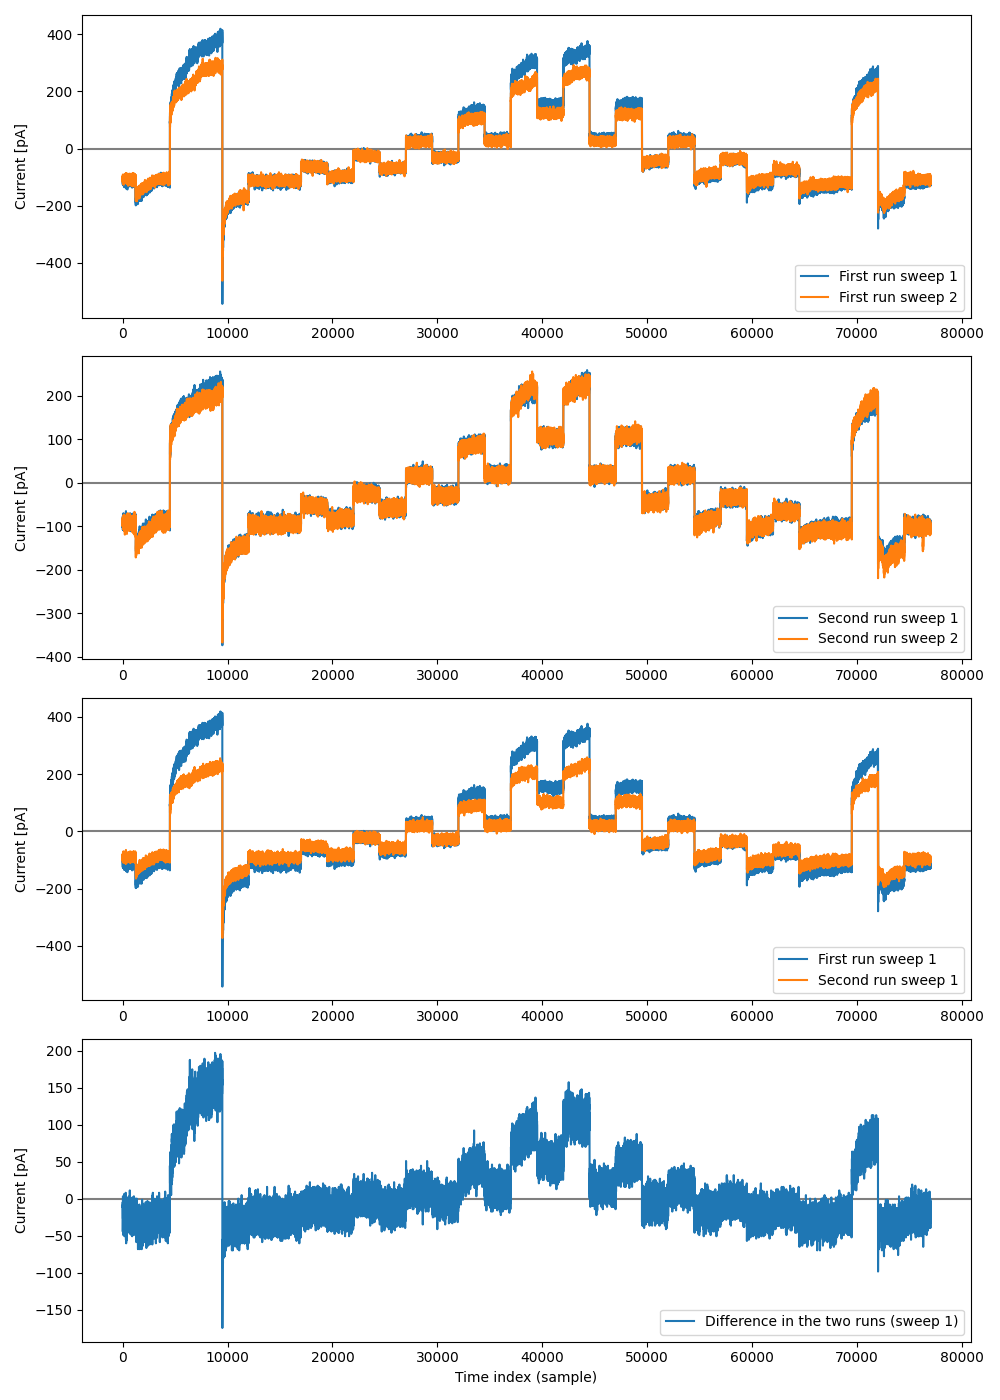 400
200
0
−200
−400
Current [pA]
First run sweep 1
First run sweep 2
0 10000 20000 30000 40000 50000 60000 70000 80000
200
100
0
−100
−200
−300
−400
Current [pA]
Second run sweep 1
Second run sweep 2
0 10000 20000 30000 40000 50000 60000 70000 80000
400
200
0
−200
−400
Current [pA]
First run sweep 1
Second run sweep 1
0 10000 20000 30000 40000 50000 60000 70000 80000
200
150
100
50
0
−50
−100
−150
Current [pA]
Difference in the two runs (sweep 1)
0 10000 20000 30000 40000 50000 60000 70000 80000
Time index (sample)